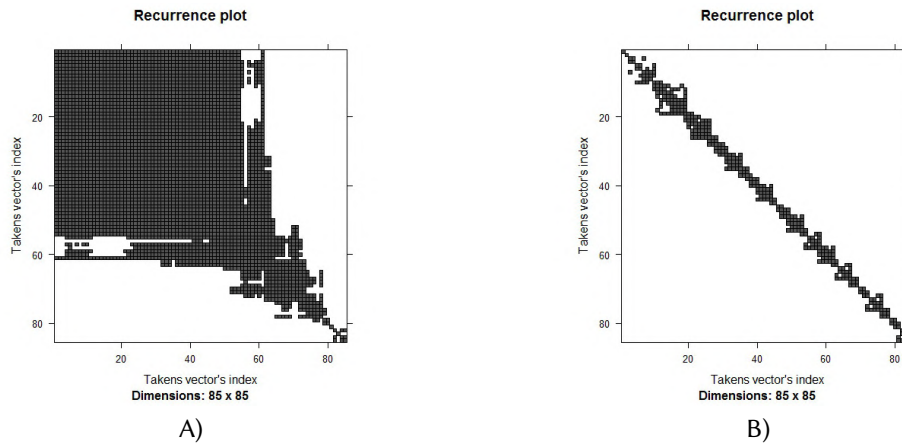 Recurrence plot
20
40
60
80
Takens vector's index
20 40 60 80
Takens vector's index
Dimensions: 85 x 85
A)
Recurrence plot
20
40
60
80
Takens vector's index
20 40 60 80
Takens vector's index
Dimensions: 85 x 85
B)